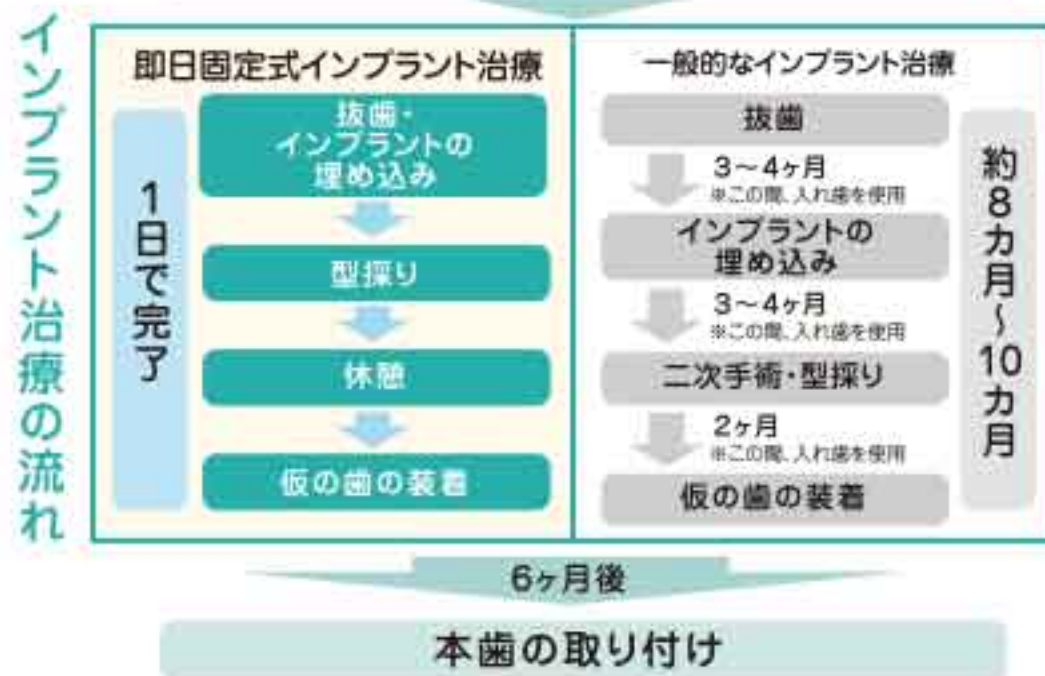 インプラント治療の流れ
即日固定式インプラント治療
1日で完了
抜歯・
インプラントの
埋め込み
型採り
休憩
仮の歯の装着
一般的なインプラント治療
抜歯
3～4ヶ月
※この間、入れ歯を使用
インプラントの
埋め込み
3～4ヶ月
※この間、入れ歯を使用
二次手術・型採り
2ヶ月
※この間、入れ歯を使用
仮の歯の装着
約8カ月～10カ月
6ヶ月後
本歯の取り付け